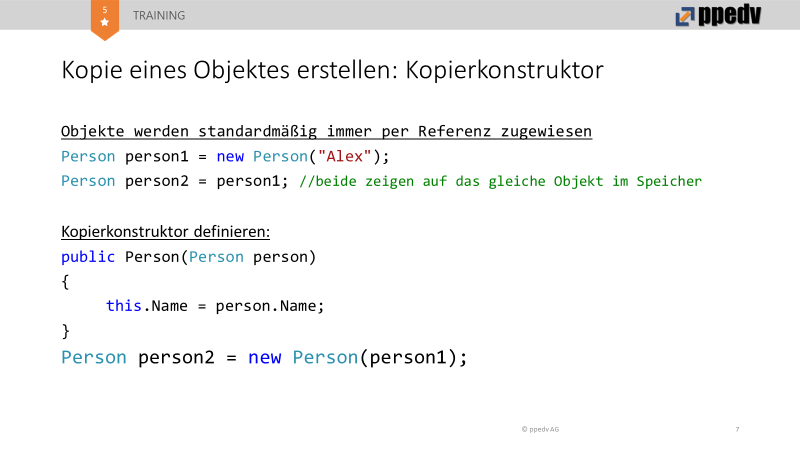 5
TRAINING
ppedv
Kopie eines Objektes erstellen: Kopierkonstruktor
Objekte werden standardmäßig immer per Referenz zugewiesen
Person person1 = new Person("Alex");
Person person2 = person1; //beide zeigen auf das gleiche Objekt im Speicher
Kopierkonstruktor definieren:
public Person(Person person)
{
this.Name = person.Name;
}
Person person2 = new Person(person1);
© ppedv AG
7